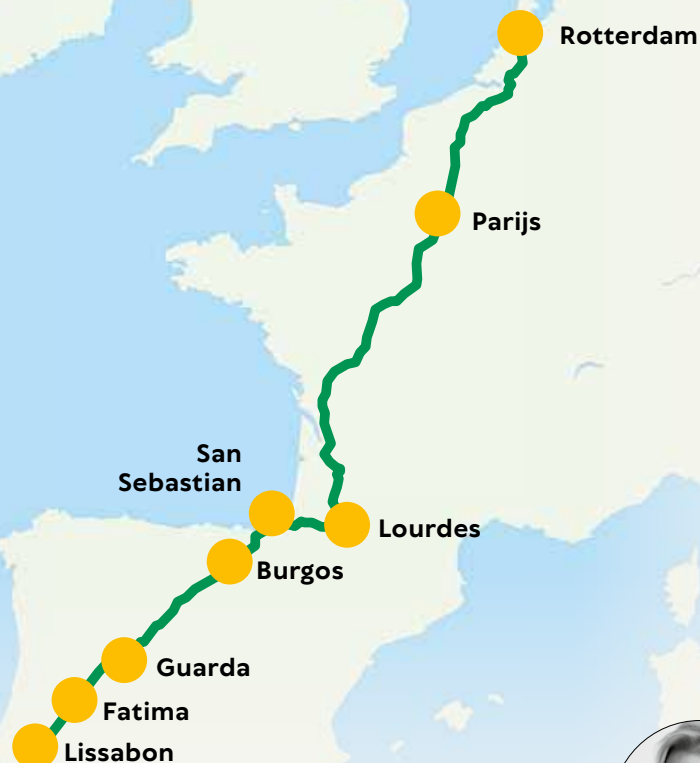 Rotterdam
Parijs
San
Sebastian
Lourdes
Burgos
Guarda
Fatima
Lissabon